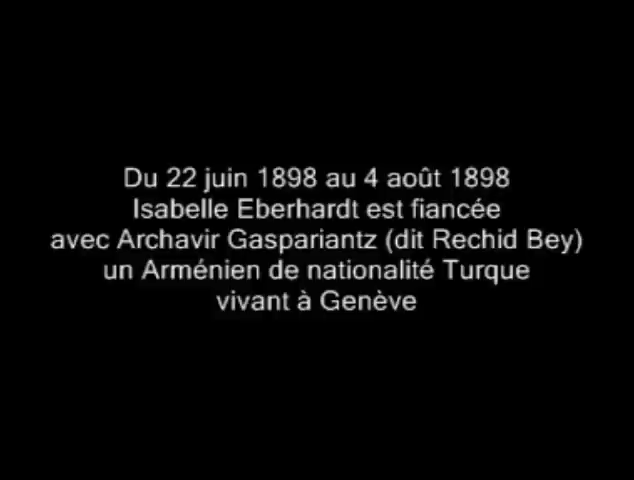 Du 22 juin 1898 au 4 août 1898
Isabelle Eberhardt est fiancée
avec Archavir Gaspariantz (dit Rechid Bey)
un Arménien de nationalité Turque
vivant à Genève